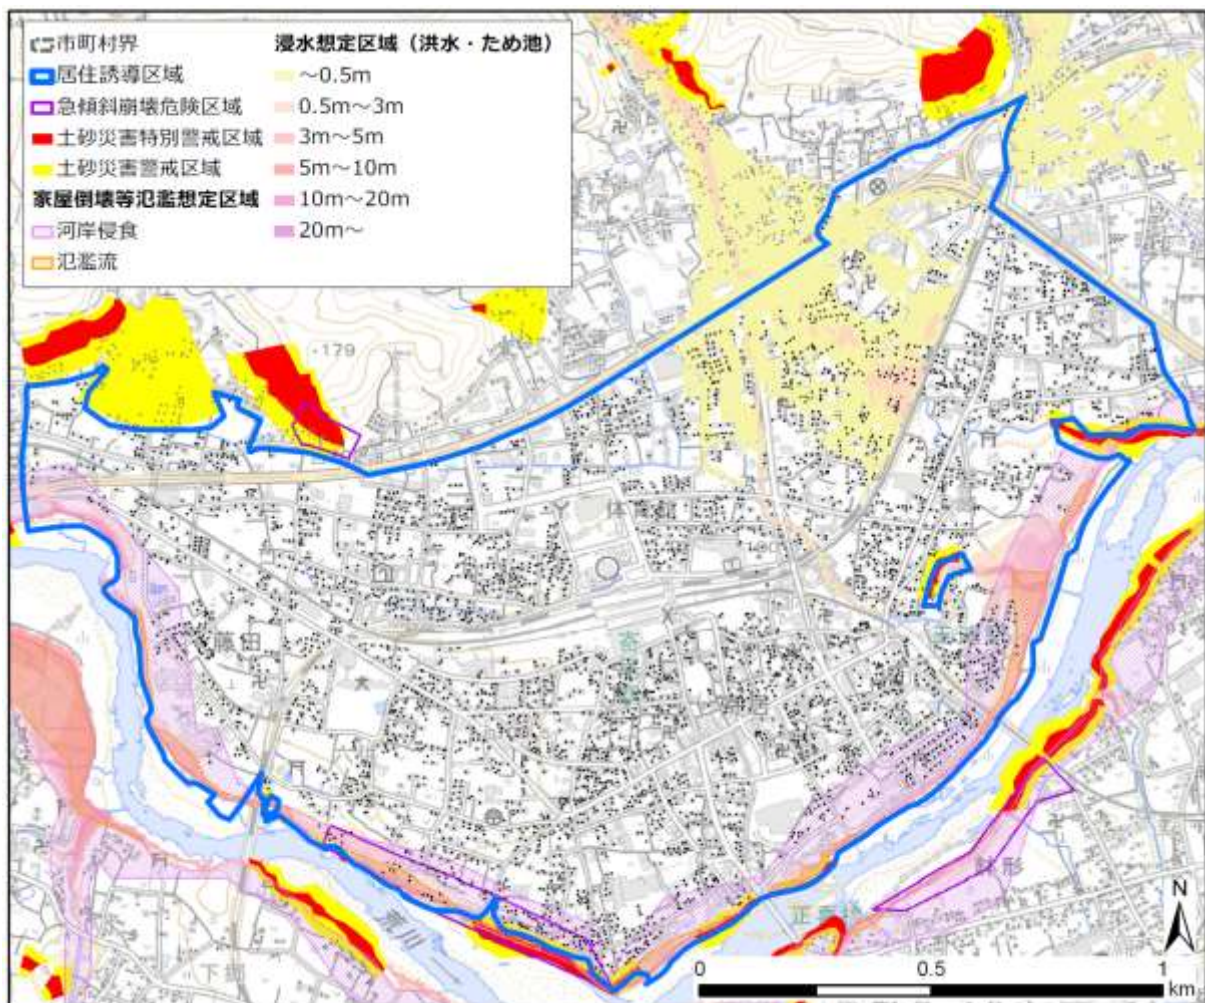 市町村界
居住誘導区域
急傾斜崩壊危険区域
土砂災害特別警戒区域
土砂災害警戒区域
家屋倒壊等氾濫想定区域
河岸侵食
氾濫流
浸水想定区域（洪水・ため池）
～0.5m
0.5m～3m
3m～5m
5m～10m
10m～20m
20m～
・179
藤田
荒川
鉢形
N
0
0.5
1
km